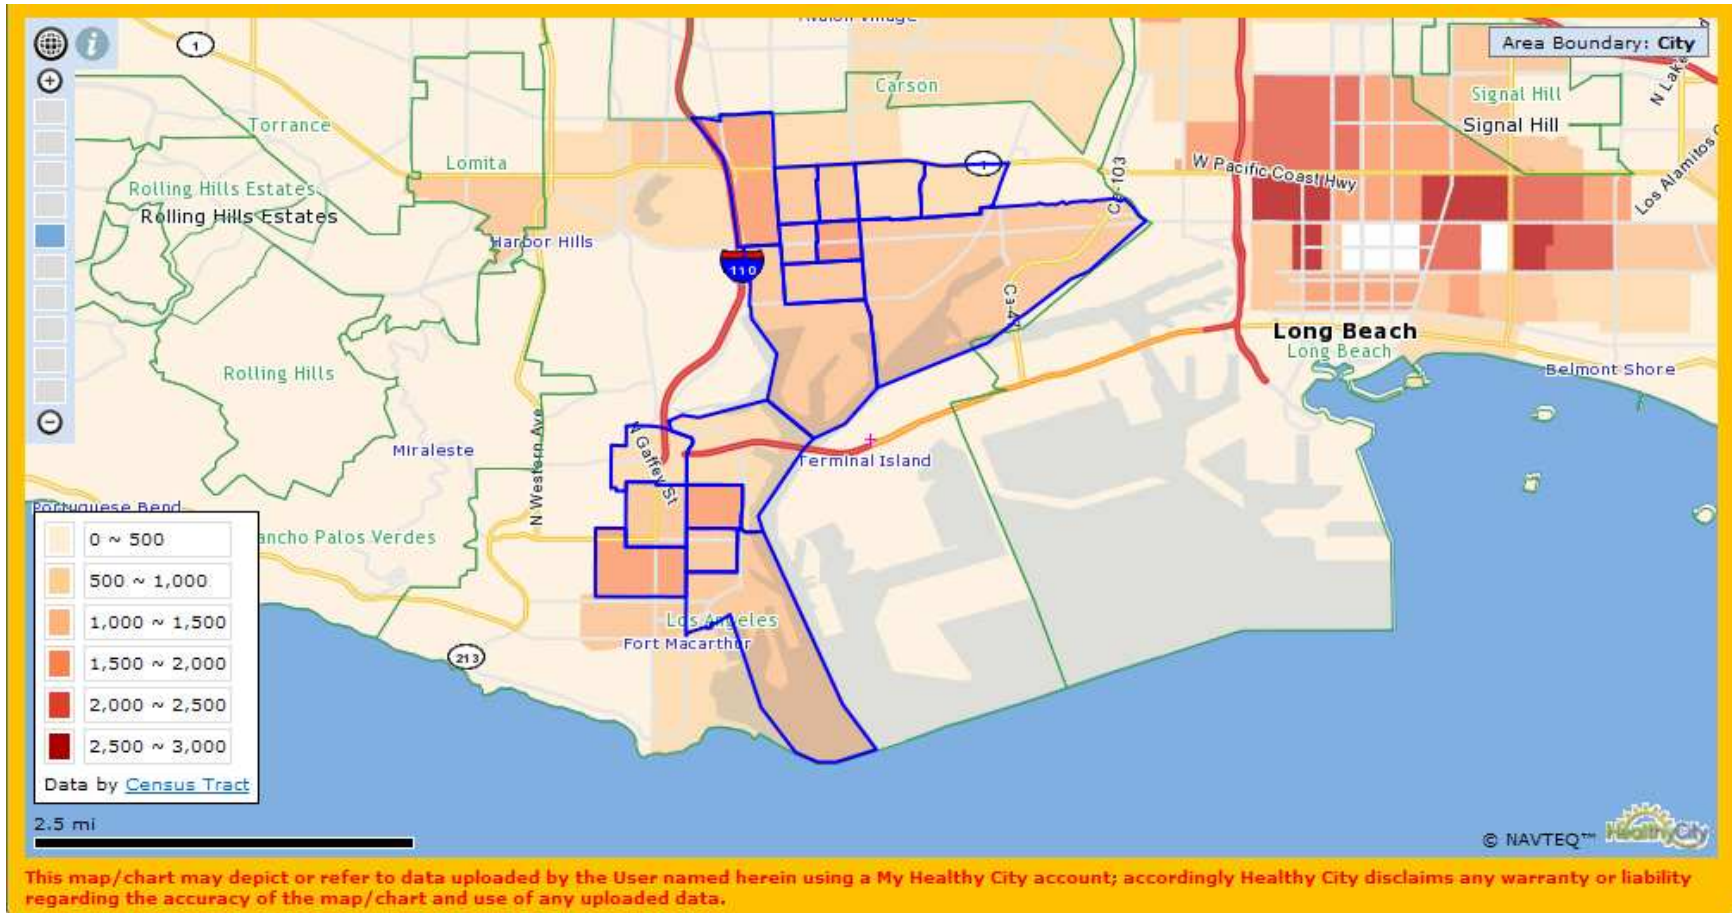 Avalon Village
Area Boundary: City
1
i
N Lake
Carson
Signal Hill
Signal Hill
Torrance
Lomita
1
Ca-103
W Pacific Coast Hwy
Los Alamitos
Rolling Hills Estates
Rolling Hills Estates
Harbor Hills
110
Ca-47
Long Beach
Long Beach
Belmont Shore
Rolling Hills
N Western Ave
N Gaffey St
Miraleste
Terminal Island
Portuguese Bend
ancho Palos Verdes
Los Angeles
Fort Macarthur
213
0 ~ 500
500 ~ 1,000
1,000 ~ 1,500
1,500 ~ 2,000
2,000 ~ 2,500
2,500 ~ 3,000
Data by Census Tract
2.5 mi
© NAVTEQ™
HealthyCity
This map/chart may depict or refer to data uploaded by the User named herein using a My Healthy City account; accordingly Healthy City disclaims any warranty or liability
regarding the accuracy of the map/chart and use of any uploaded data.